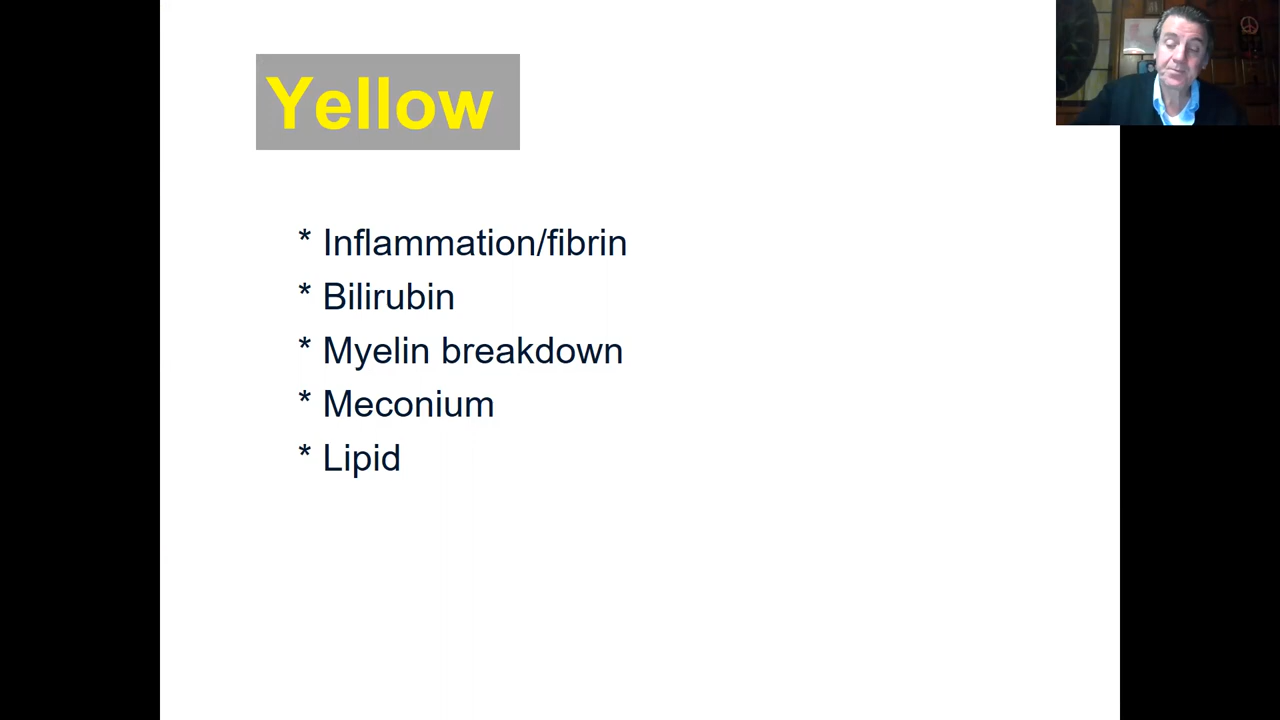 Yellow
* Inflammation/fibrin
* Bilirubin
* Myelin breakdown
* Meconium
* Lipid